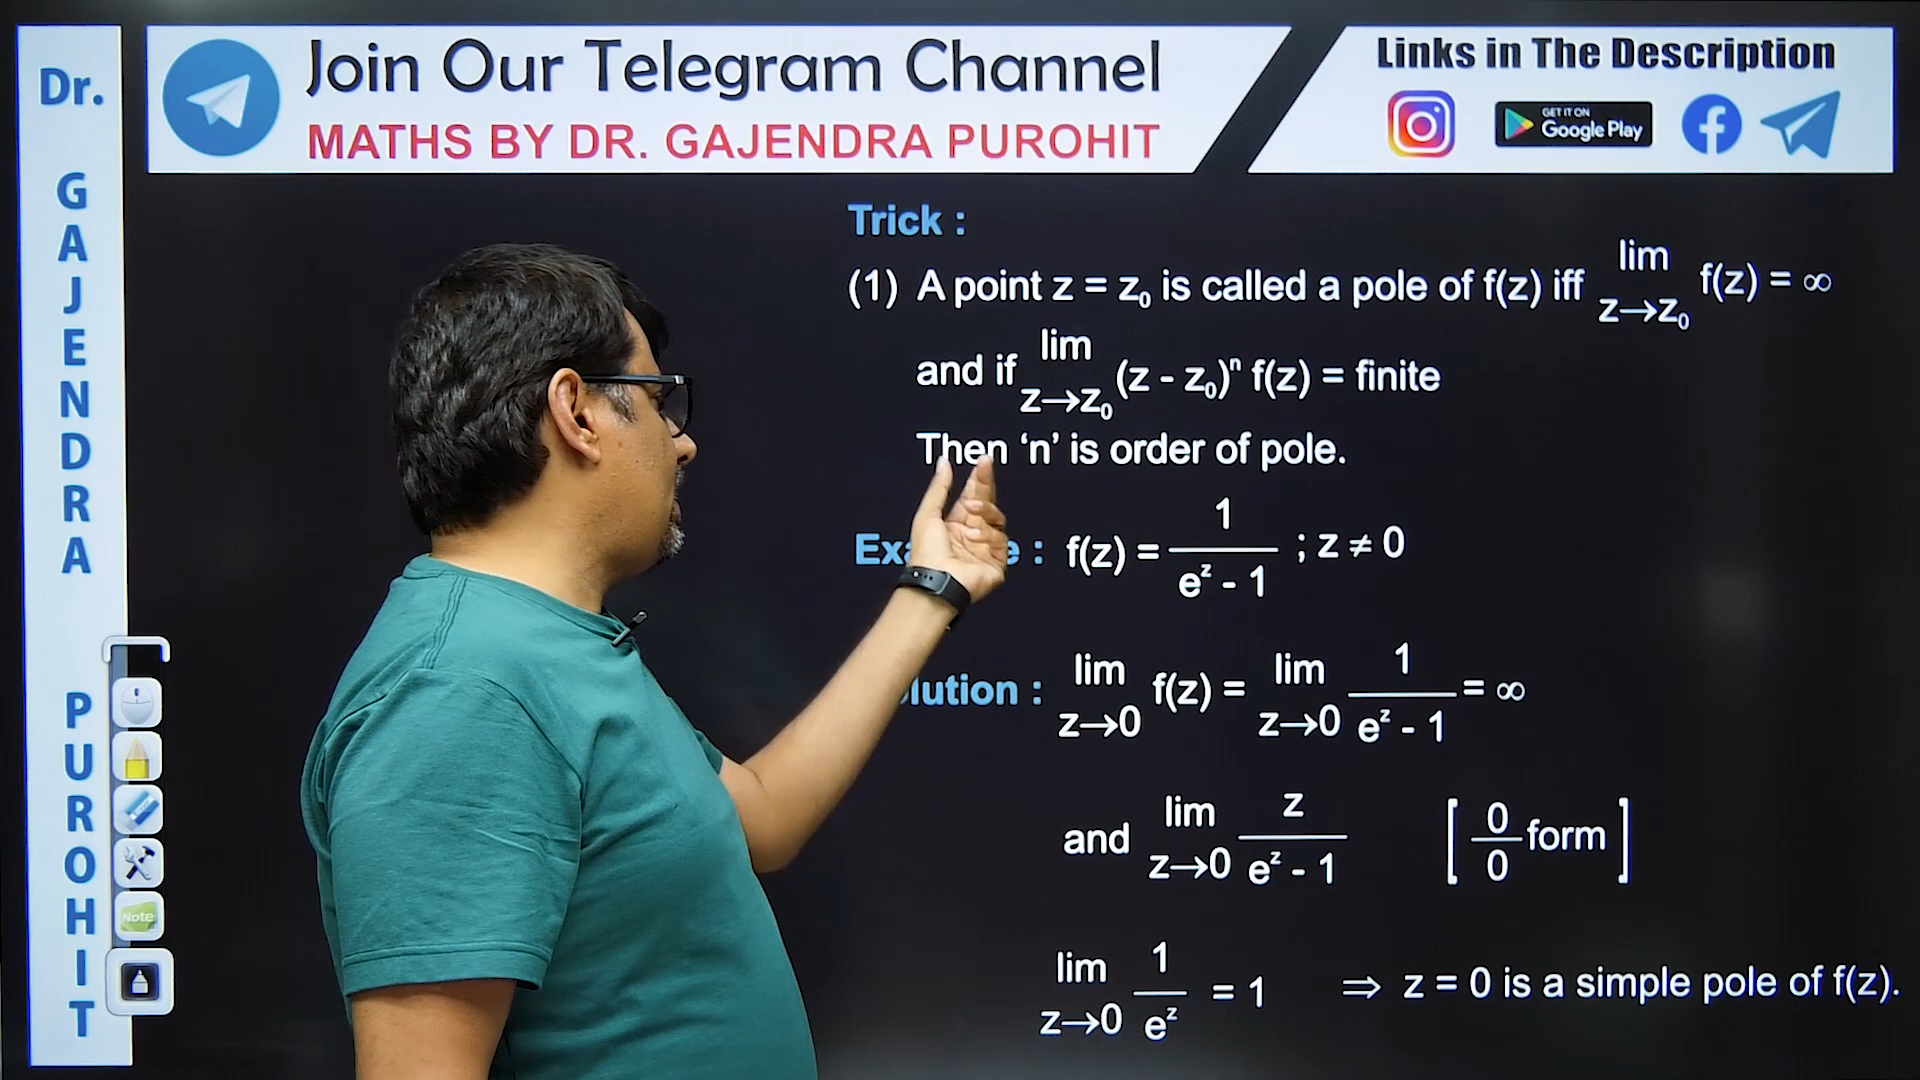 Dr. GAJENDRA PUROHIT
Join Our Telegram Channel
MATHS BY DR. GAJENDRA PUROHIT
Links in The Description
GET IT ON
Google Play
Trick :
(1) A point z = z₀ is called a pole of f(z) iff lim z→z₀ f(z) = ∞
and if lim z→z₀ (z - z₀)ⁿ f(z) = finite
Then ‘n’ is order of pole.
f(z) = 1/(eᶻ - 1) ; z ≠ 0
lim z→0 f(z) = lim z→0 1/(eᶻ - 1) = ∞
and lim z→0 z/(eᶻ - 1) [0/0 form]
lim z→0 1/eᶻ = 1 ⇒ z = 0 is a simple pole of f(z).
Note